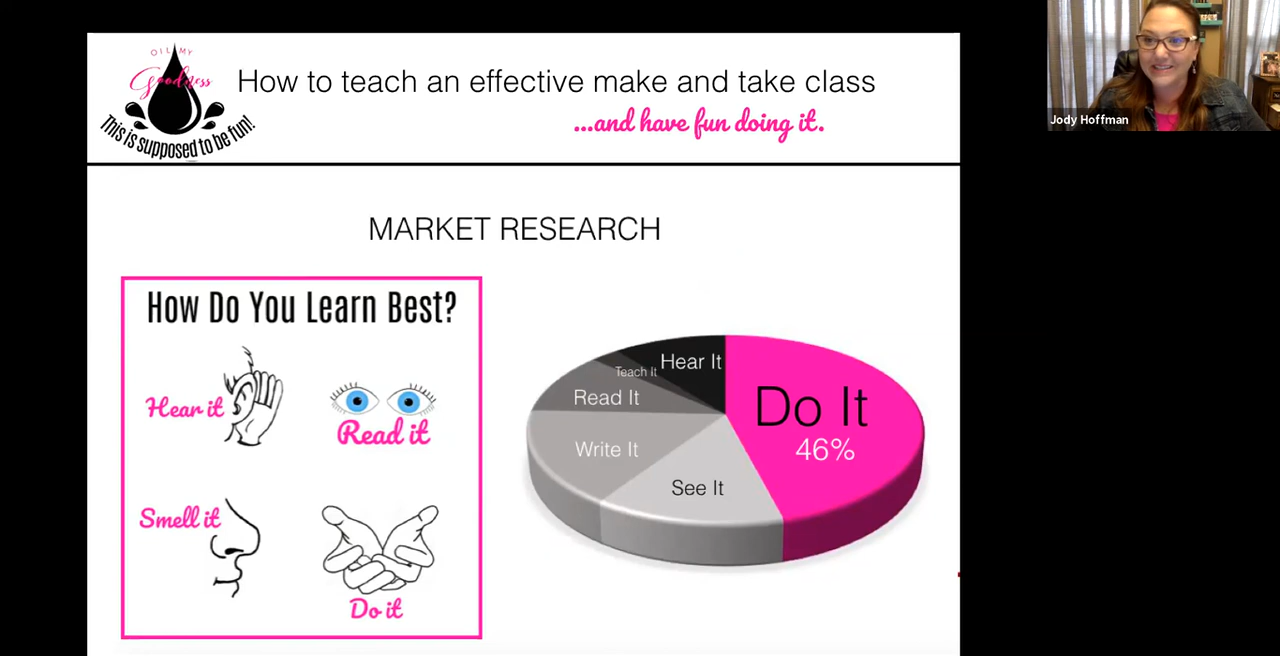 OIL MY
Goodness
This is supposed to be fun!
How to teach an effective make and take class
...and have fun doing it.
Jody Hoffman
MARKET RESEARCH
How Do You Learn Best?
Hear it
Read it
Smell it
Do it
Hear It
Teach It
Read It
Write It
See It
Do It
46%